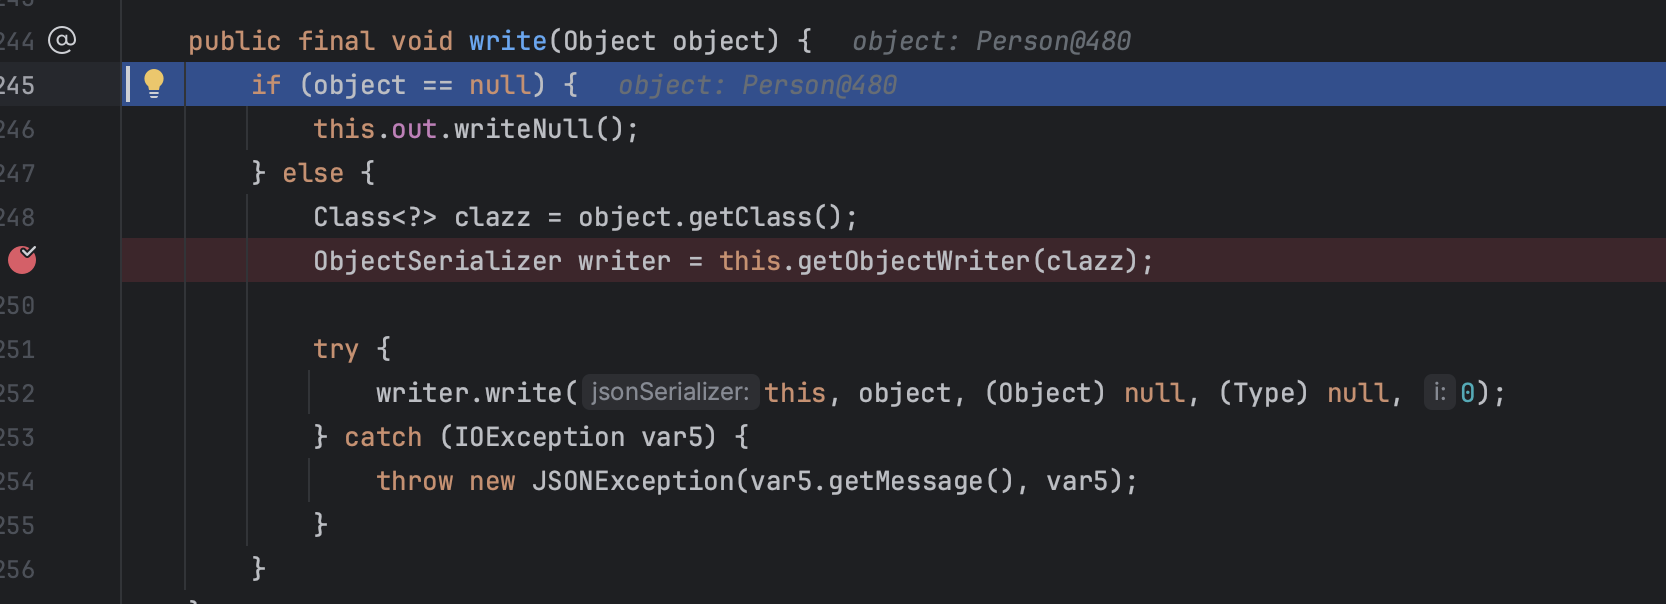 244 @ public final void write(Object object) { object: Person@480
245 if (object == null) { object: Person@480
246 this.out.writeNull();
247 } else {
248 Class<?> clazz = object.getClass();
ObjectSerializer writer = this.getObjectWriter(clazz);
250
251 try {
252 writer.write( jsonSerializer: this, object, (Object) null, (Type) null, i: 0);
253 } catch (IOException var5) {
254 throw new JSONException(var5.getMessage(), var5);
255 }
256 }